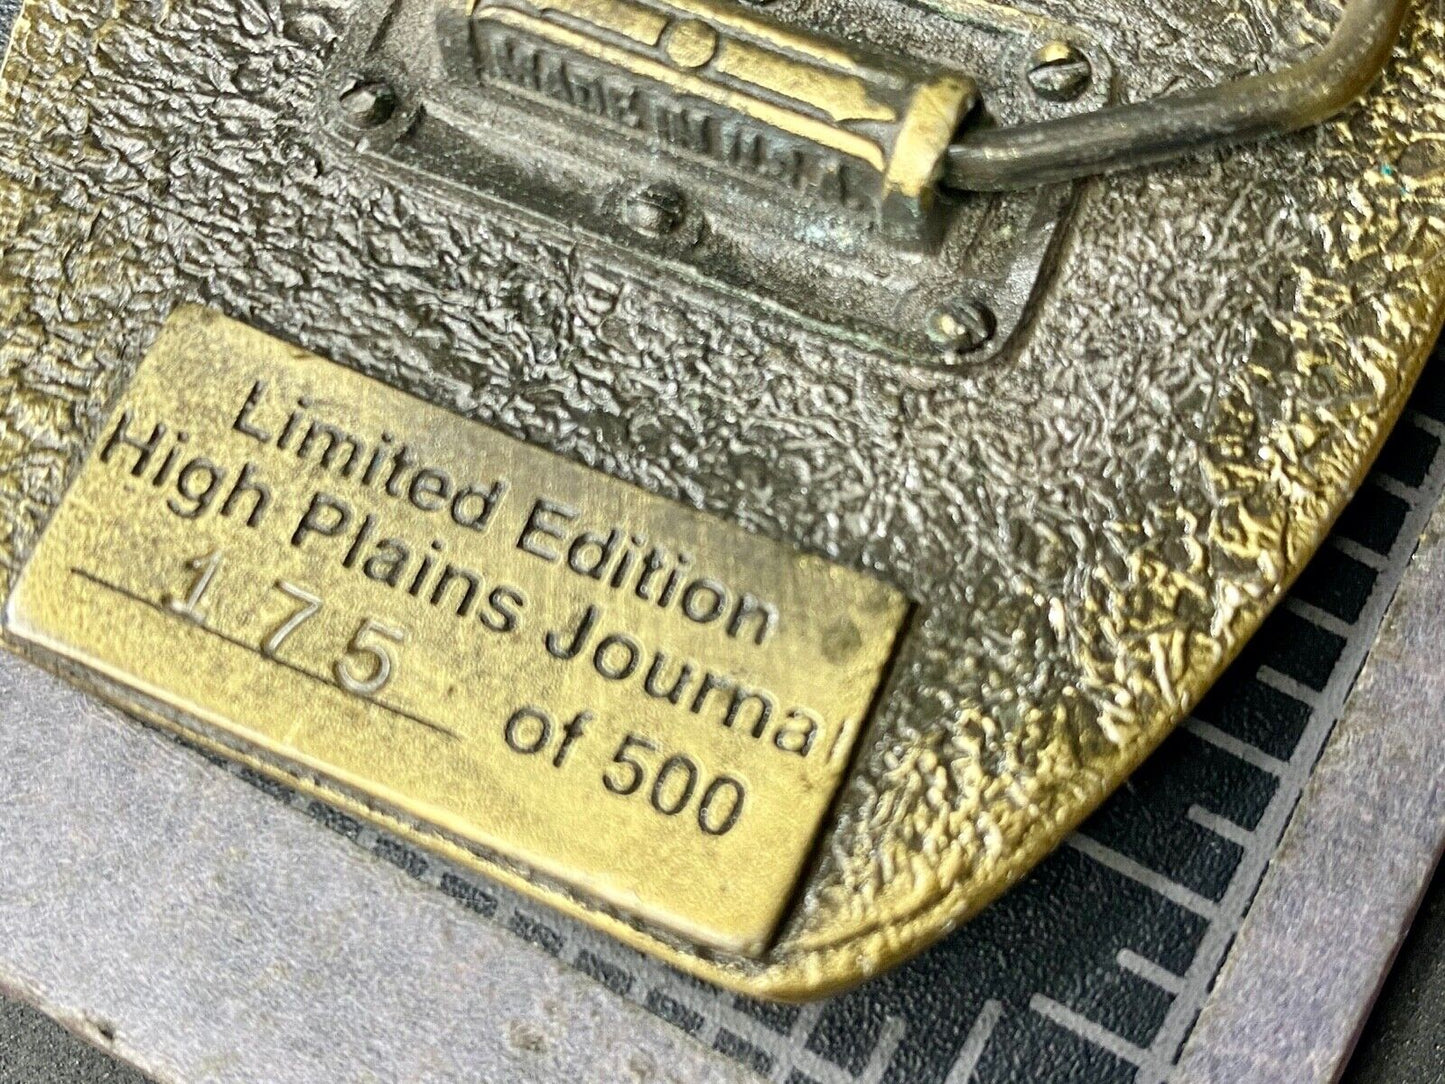 MADE IN U.S.A.
Limited Edition
High Plains Journal
175 of 500